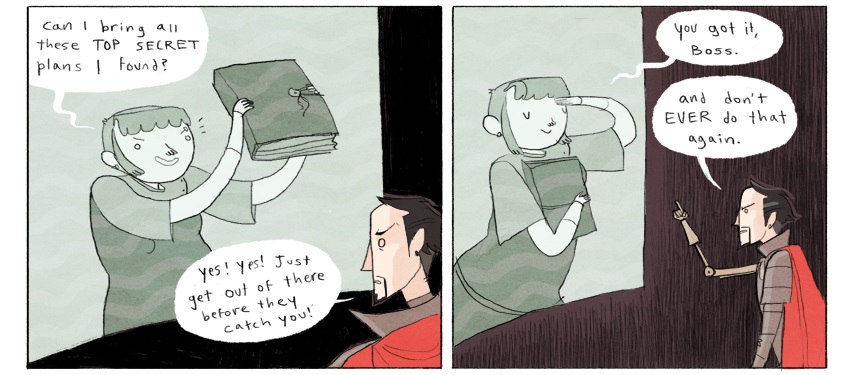 Can I bring all
these TOP SECRET
plans I found?
yes! yes! Just
get out of there
before they
catch you!
you got it,
Boss.
and don't
EVER do that
again.